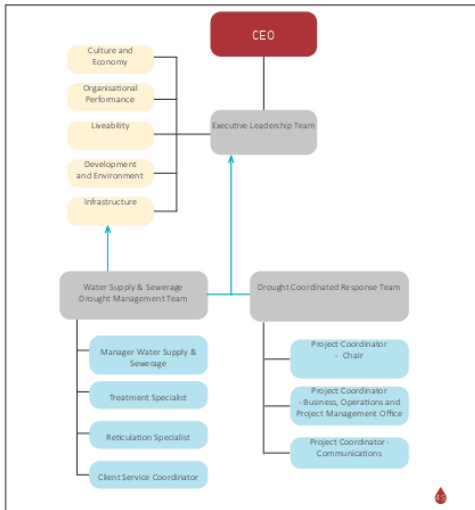 CEO
Culture and
Economy
Organisational
Performance
Liveability
Development
and Environment
Infrastructure
Executive Leadership Team
Water Supply & Sewerage
Drought Management Team
Drought Coordinated Response Team
Manager Water Supply &
Sewerage
Treatment Specialist
Reticulation Specialist
Client Service Coordinator
Project Coordinator
- Chair
Project Coordinator
- Business, Operations and
Project Management Office
Project Coordinator -
Communications